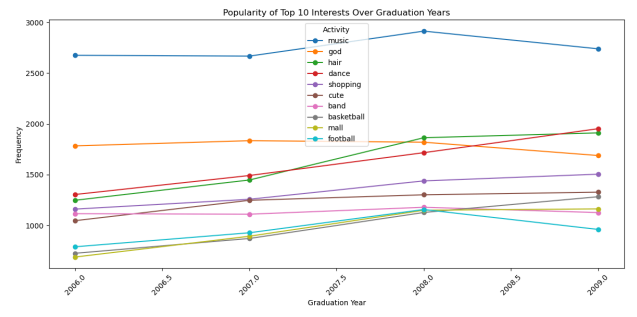 Popularity of Top 10 Interests Over Graduation Years
3000
2500
2000
1500
1000
Frequency
Activity
music
god
hair
dance
shopping
cute
band
basketball
mall
football
2006.0
2006.5
2007.0
2007.5
2008.0
2008.5
2009.0
Graduation Year